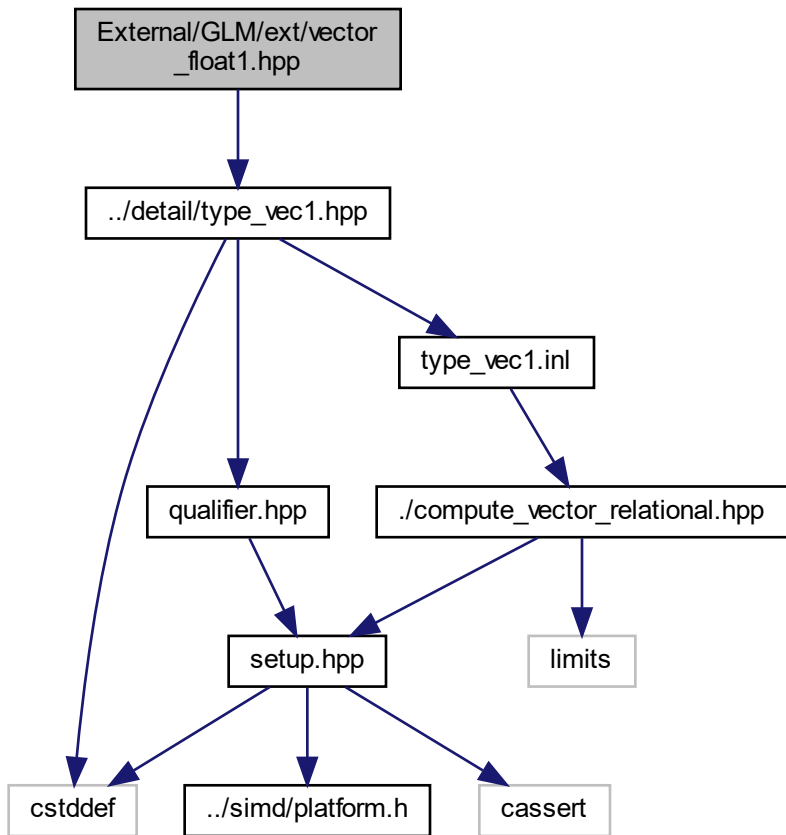 External/GLM/ext/vector
_float1.hpp
../detail/type_vec1.hpp
type_vec1.inl
qualifier.hpp
./compute_vector_relational.hpp
setup.hpp
limits
cstddef
../simd/platform.h
cassert